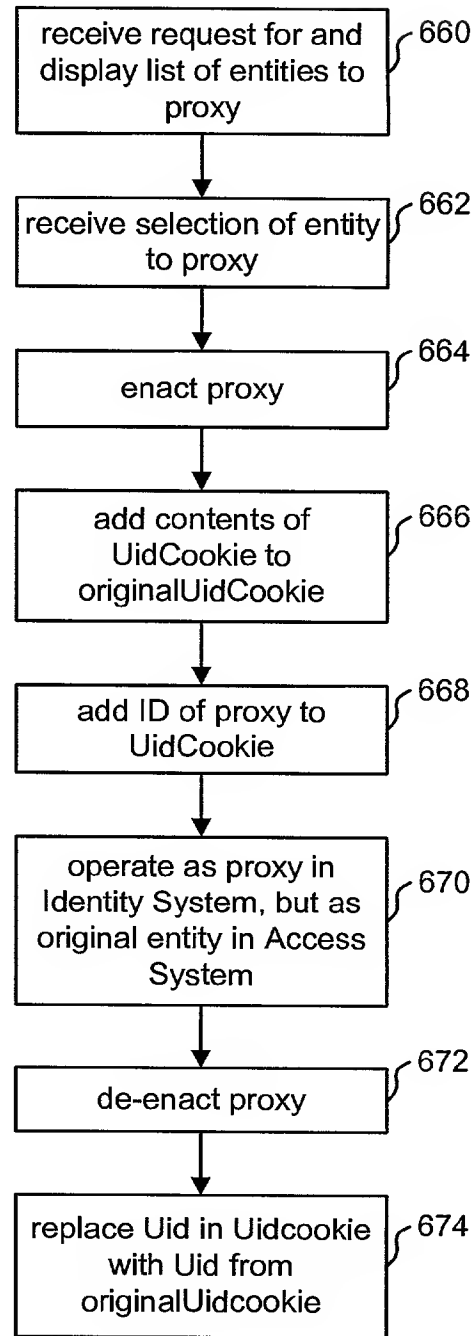 receive request for and
display list of entities to
proxy
660
receive selection of entity
to proxy
662
enact proxy
664
add contents of
UidCookie to
originalUidCookie
666
add ID of proxy to
UidCookie
668
operate as proxy in
Identity System, but as
original entity in Access
System
670
de-enact proxy
672
replace Uid in Uidcookie
with Uid from
originalUidcookie
674